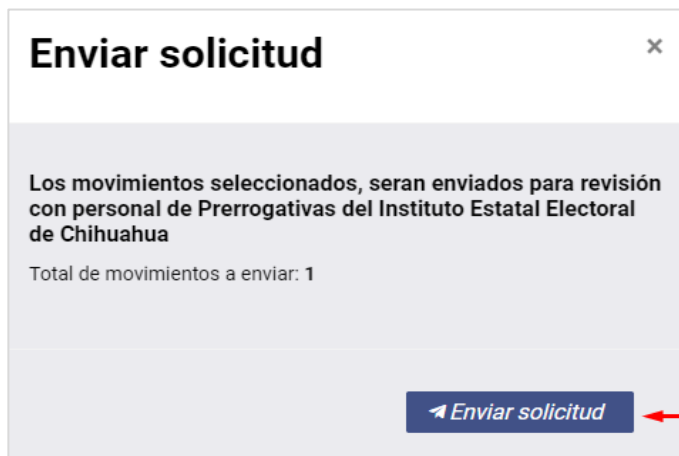 Enviar solicitud
×
Los movimientos seleccionados, seran enviados para revisión
con personal de Prerrogativas del Instituto Estatal Electoral
de Chihuahua
Total de movimientos a enviar: 1
Enviar solicitud